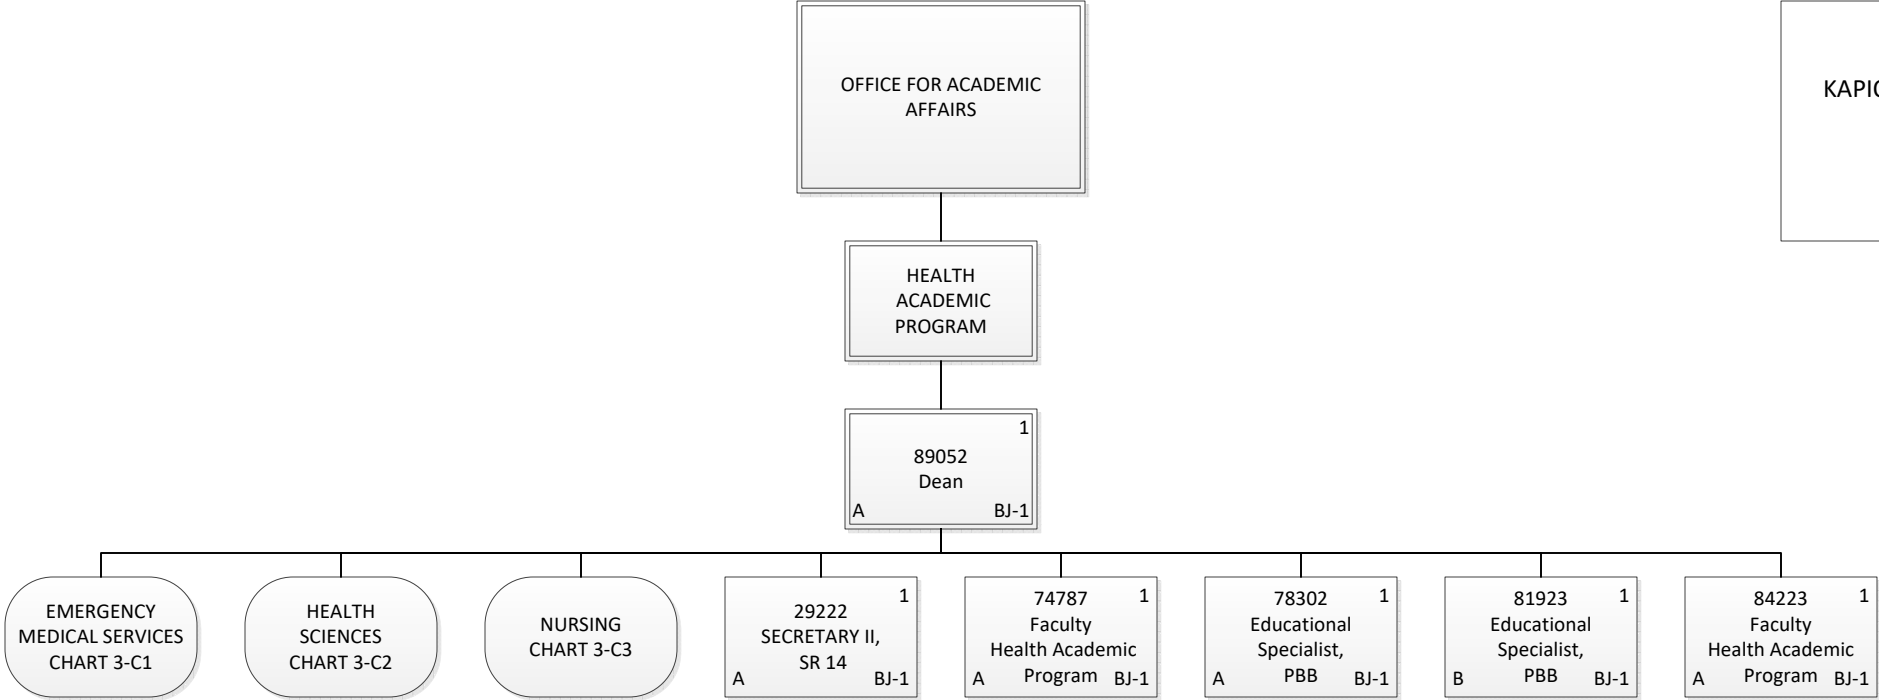 OFFICE FOR ACADEMIC
AFFAIRS
HEALTH
ACADEMIC
PROGRAM
1
89052
Dean
A BJ-1
EMERGENCY
MEDICAL SERVICES
CHART 3-C1
HEALTH
SCIENCES
CHART 3-C2
NURSING
CHART 3-C3
29222 1
SECRETARY II,
SR 14
A BJ-1
74787 1
Faculty
Health Academic
A Program BJ-1
78302 1
Educational
Specialist,
A PBB BJ-1
81923 1
Educational
Specialist,
B PBB BJ-1
84223 1
Faculty
Health Academic
A Program BJ-1